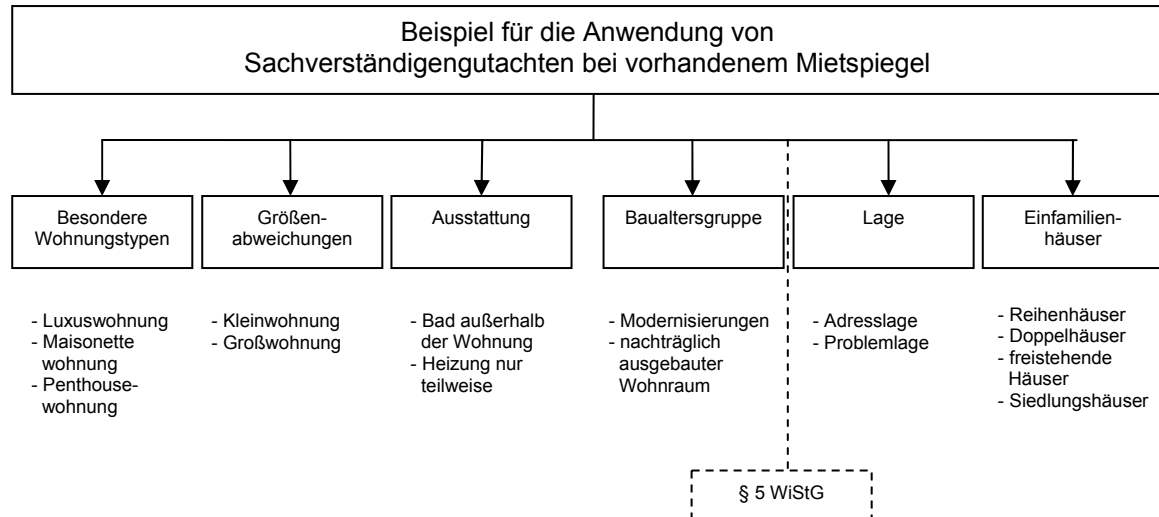 Beispiel für die Anwendung von
Sachverständigengutachten bei vorhandenem Mietspiegel
Besondere
Wohnungstypen
Größen-
abweichungen
Ausstattung
Baualtersgruppe
Lage
Einfamilien-
häuser
- Luxuswohnung
- Maisonette
wohnung
- Penthouse-
wohnung
- Kleinwohnung
- Großwohnung
- Bad außerhalb
der Wohnung
- Heizung nur
teilweise
- Modernisierungen
- nachträglich
ausgebauter
Wohnraum
- Adresslage
- Problemlage
- Reihenhäuser
- Doppelhäuser
- freistehende
Häuser
- Siedlungshäuser
§ 5 WiStG